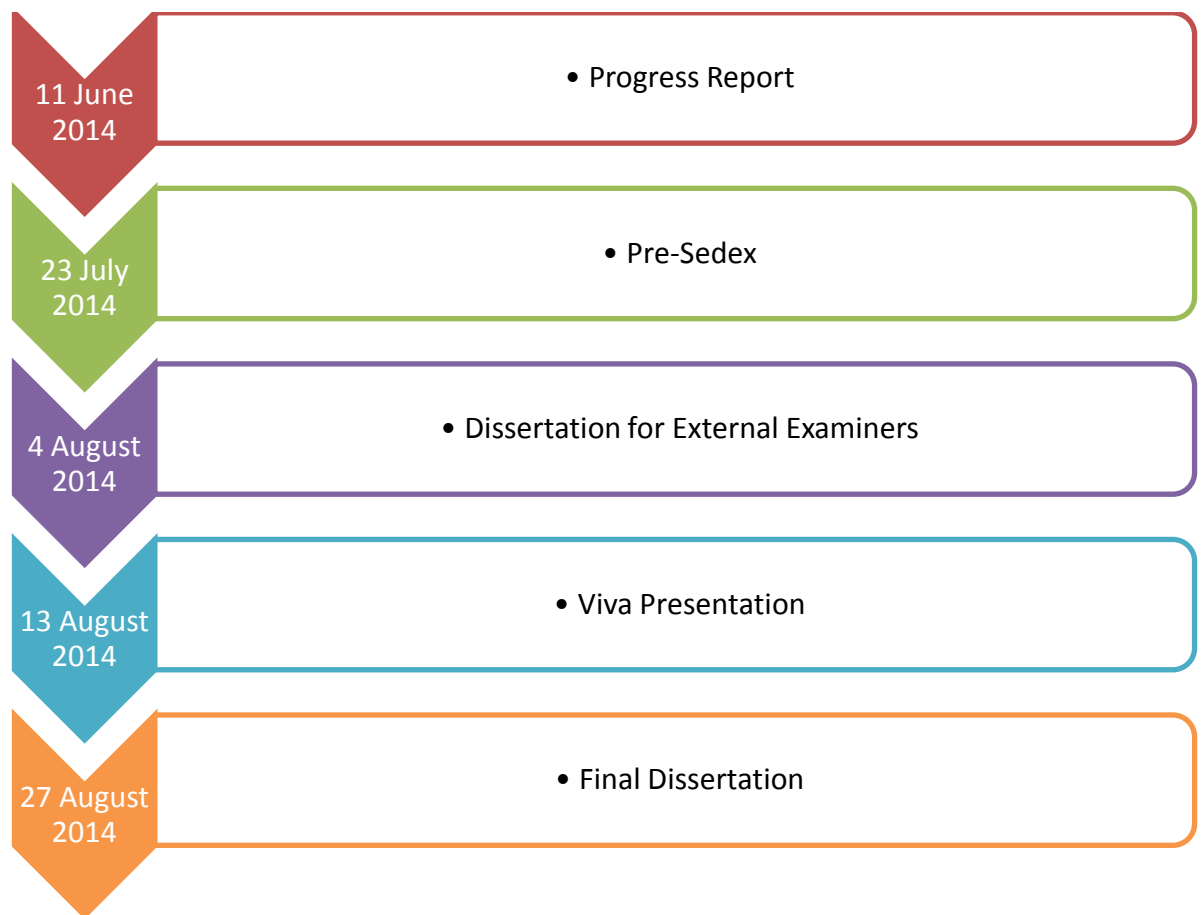 11 June
2014
• Progress Report
23 July
2014
• Pre-Sedex
4 August
2014
• Dissertation for External Examiners
13 August
2014
• Viva Presentation
27 August
2014
• Final Dissertation